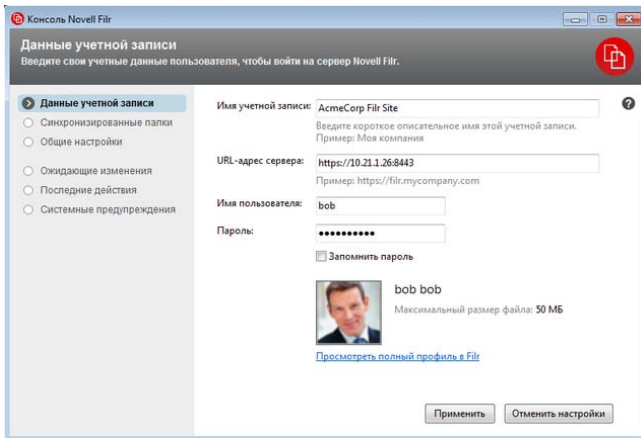 Консоль Novell Filr
Данные учетной записи
Введите свои учетные данные пользователя, чтобы войти на сервер Novell Filr.
Данные учетной записи
Синхронизированные папки
Общие настройки
Ожидающие изменения
Последние действия
Системные предупреждения
Имя учетной записи: AcmeCorp Filr Site
Введите короткое описательное имя этой учетной записи.
Пример: Моя компания
URL-адрес сервера: https://10.21.1.26:8443
Пример: https://filr.mycompany.com
Имя пользователя: bob
Пароль: ••••••••••
Запомнить пароль
bob bob
Максимальный размер файла: 50 МБ
Просмотреть полный профиль в Filr
Применить Отменить настройки